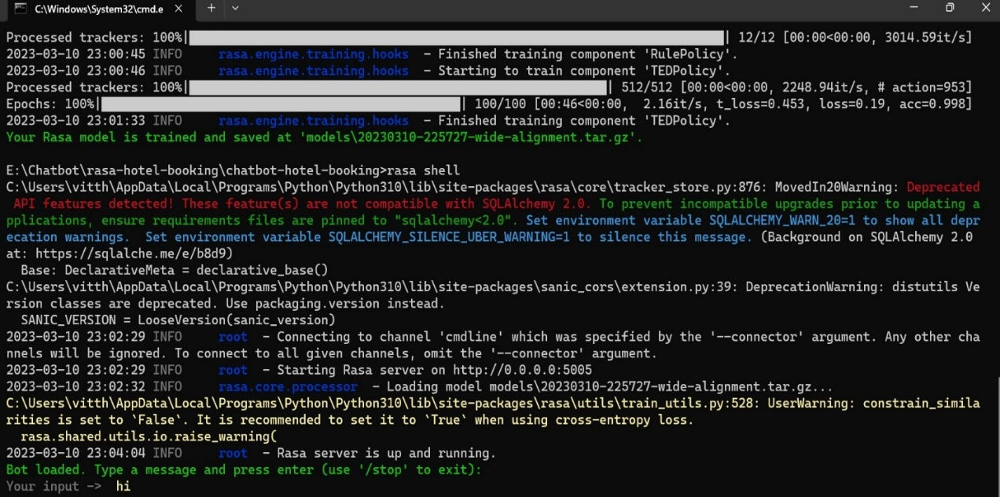 C:\Windows\System32\cmd.e
Processed trackers: 100%| | 12/12 [00:00<00:00, 3014.59it/s]
2023-03-10 23:00:45 INFO rasa.engine.training.hooks - Finished training component 'RulePolicy'.
2023-03-10 23:00:46 INFO rasa.engine.training.hooks - Starting to train component 'TEDPolicy'.
Processed trackers: 100%| | 512/512 [00:00<00:00, 2248.94it/s, # action=953]
Epochs: 100%| | 100/100 [00:46<00:00, 2.16it/s, t_loss=0.453, loss=0.19, acc=0.998]
2023-03-10 23:01:33 INFO rasa.engine.training.hooks - Finished training component 'TEDPolicy'.
Your Rasa model is trained and saved at 'models\20230310-225727-wide-alignment.tar.gz'.
E:\Chatbot\rasa-hotel-booking\chatbot-hotel-booking>rasa shell
C:\Users\vitth\AppData\Local\Programs\Python\Python310\lib\site-packages\rasa\core\tracker_store.py:876: MovedIn20Warning: Deprecated
API features detected! These feature(s) are not compatible with SQLAlchemy 2.0. To prevent incompatible upgrades prior to updating a
pplications, ensure requirements files are pinned to "sqlalchemy<2.0". Set environment variable SQLALCHEMY_WARN_20=1 to show all depr
ecation warnings.  Set environment variable SQLALCHEMY_SILENCE_UBER_WARNING=1 to silence this message. (Background on SQLAlchemy 2.0
at: https://sqlalche.me/e/b8d9)
Base: DeclarativeMeta = declarative_base()
C:\Users\vitth\AppData\Local\Programs\Python\Python310\lib\site-packages\sanic_cors\extension.py:39: DeprecationWarning: distutils Ve
rsion classes are deprecated. Use packaging.version instead.
SANIC_VERSION = LooseVersion(sanic_version)
2023-03-10 23:02:29 INFO root - Connecting to channel 'cmdline' which was specified by the '--connector' argument. Any other cha
nnels will be ignored. To connect to all given channels, omit the '--connector' argument.
2023-03-10 23:02:29 INFO root - Starting Rasa server on http://0.0.0.0:5005
2023-03-10 23:02:32 INFO rasa.core.processor - Loading model models\20230310-225727-wide-alignment.tar.gz...
C:\Users\vitth\AppData\Local\Programs\Python\Python310\lib\site-packages\rasa\utils\train_utils.py:528: UserWarning: constrain_simila
rities is set to `False`. It is recommended to set it to `True` when using cross-entropy loss.
rasa.shared.utils.io.raise_warning(
2023-03-10 23:04:04 INFO root - Rasa server is up and running.
Bot loaded. Type a message and press enter (use '/stop' to exit):
Your input -> hi